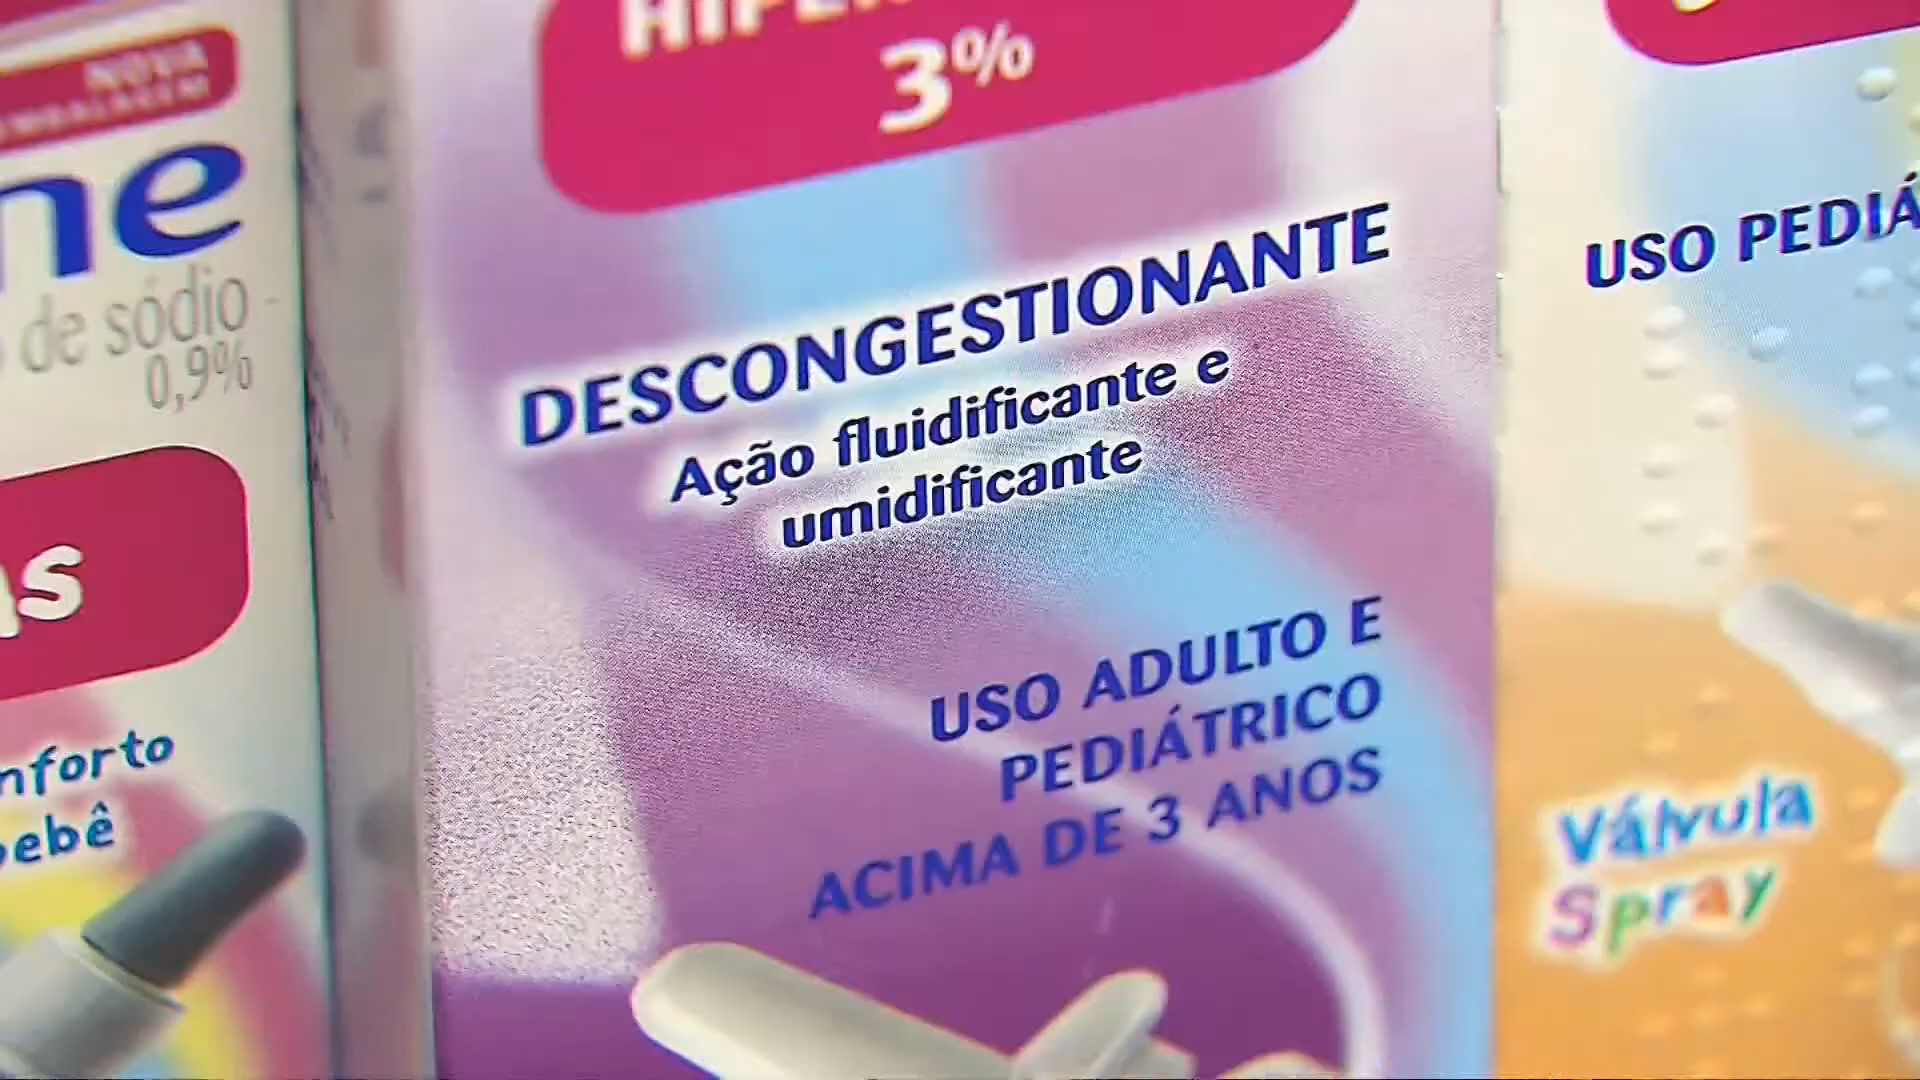 NOVA
EMBALAGEM
ne
de sódio -
0,9%
as
nforto
bebê
3%
DESCONGESTIONANTE
Ação fluidificante e
umidificante
USO ADULTO E
PEDIÁTRICO
ACIMA DE 3 ANOS
USO PEDIÁ
Válvula
Spray